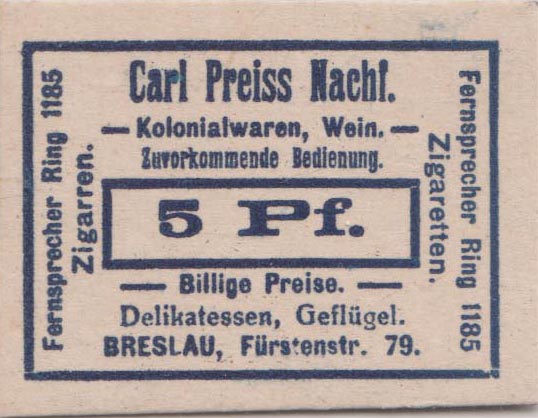 Carl Preiss Nachf.
— Kolonialwaren, Wein. —
Zuvorkommende Bedienung.
5 Pf.
— Billige Preise. —
Delikatessen, Geflügel.
BRESLAU, Fürstenstr. 79.
Fernsprecher Ring 1185
Zigarren.
Zigaretten.
Fernsprecher Ring 1185